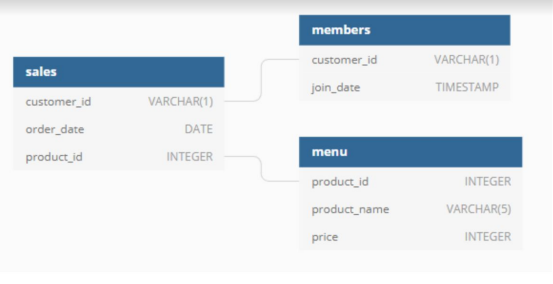 sales
customer_id VARCHAR(1)
order_date DATE
product_id INTEGER
members
customer_id VARCHAR(1)
join_date TIMESTAMP
menu
product_id INTEGER
product_name VARCHAR(5)
price INTEGER